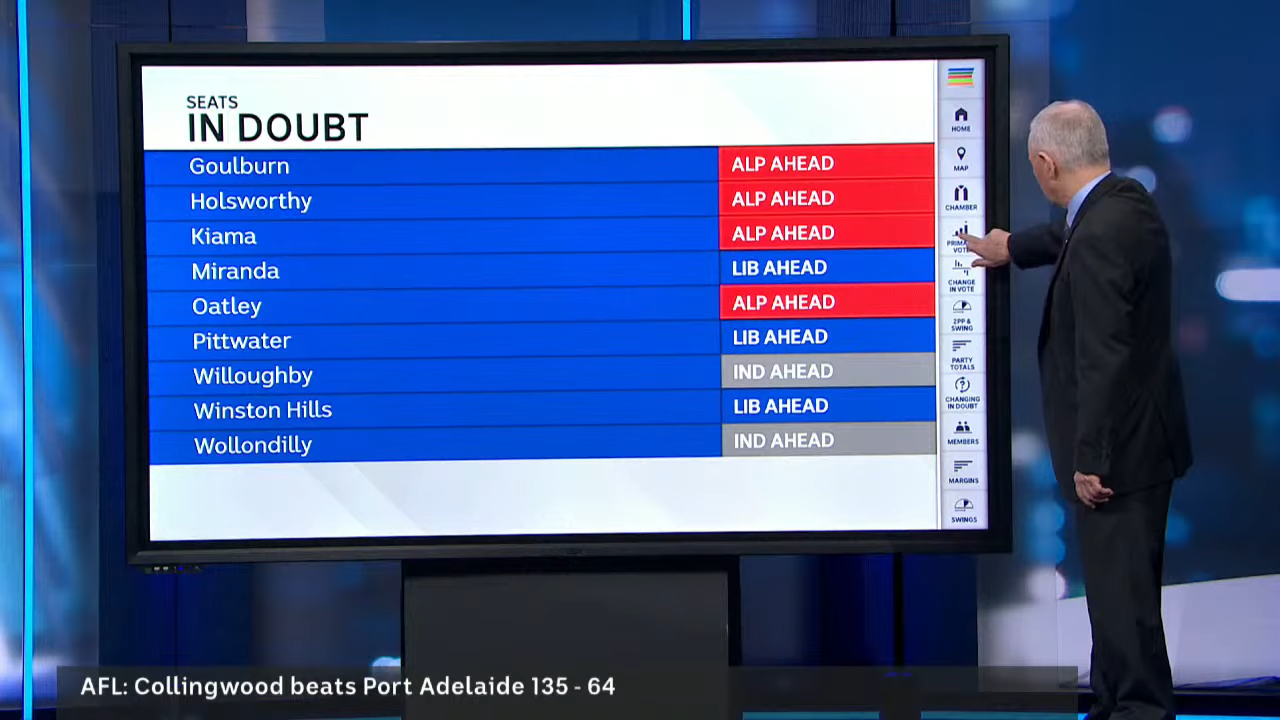 SEATS
IN DOUBT
Goulburn ALP AHEAD
Holsworthy ALP AHEAD
Kiama ALP AHEAD
Miranda LIB AHEAD
Oatley ALP AHEAD
Pittwater LIB AHEAD
Willoughby IND AHEAD
Winston Hills LIB AHEAD
Wollondilly IND AHEAD
HOME
MAP
CHAMBER
CHANGE
IN VOTE
2PP &
SWING
PARTY
TOTALS
CHANGING
IN DOUBT
MEMBERS
MARGINS
SWINGS
AFL: Collingwood beats Port Adelaide 135 - 64